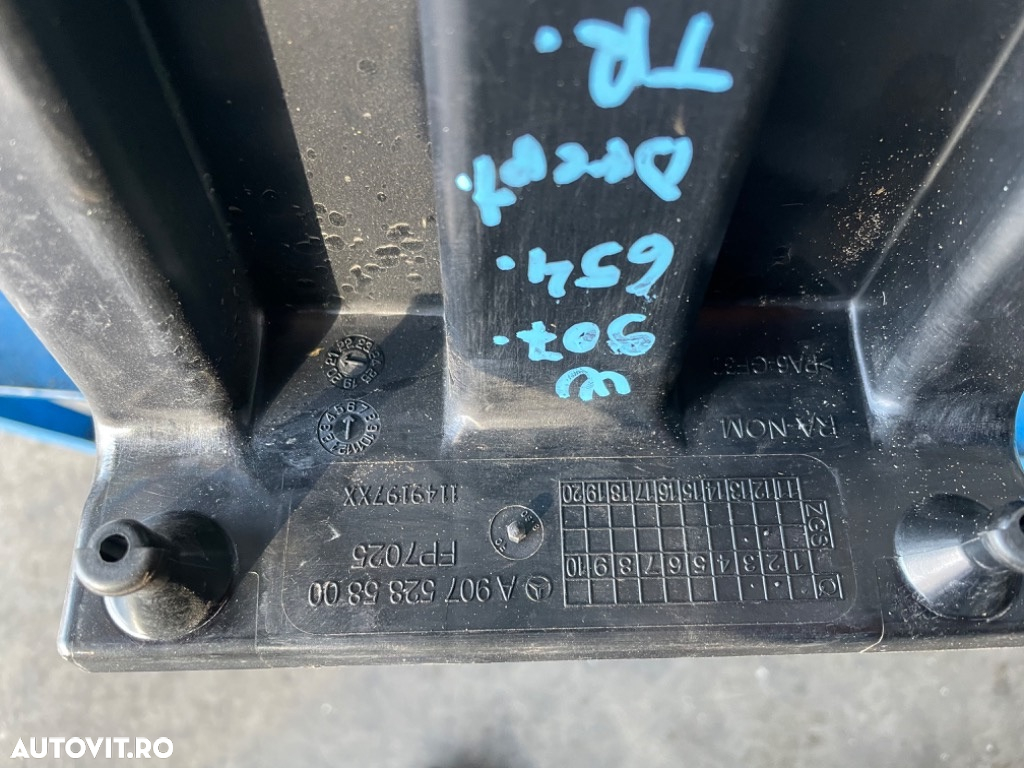 A 907 528 58 00
FP7025
1149197XX
1 2 3 4 5 6 7 8 9 10
ZGS
11 12 13 14 15 16 17 18 19 20
RA NOM
W
907.
654.
Drept.
TR.
AUTOVIT.RO